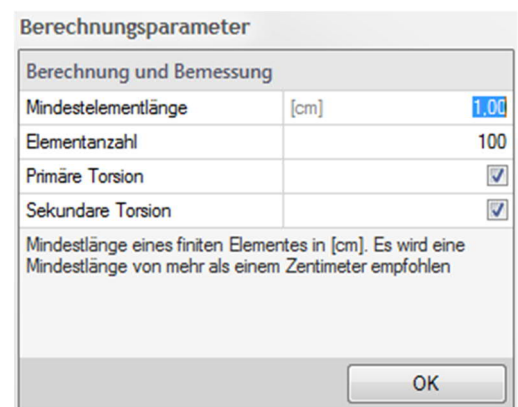 Berechnungsparameter
Berechnung und Bemessung
Mindestelementlänge [cm] 1,00
Elementanzahl 100
Primäre Torsion
Sekundare Torsion
Mindestlänge eines finiten Elementes in [cm]. Es wird eine
Mindestlänge von mehr als einem Zentimeter empfohlen
OK